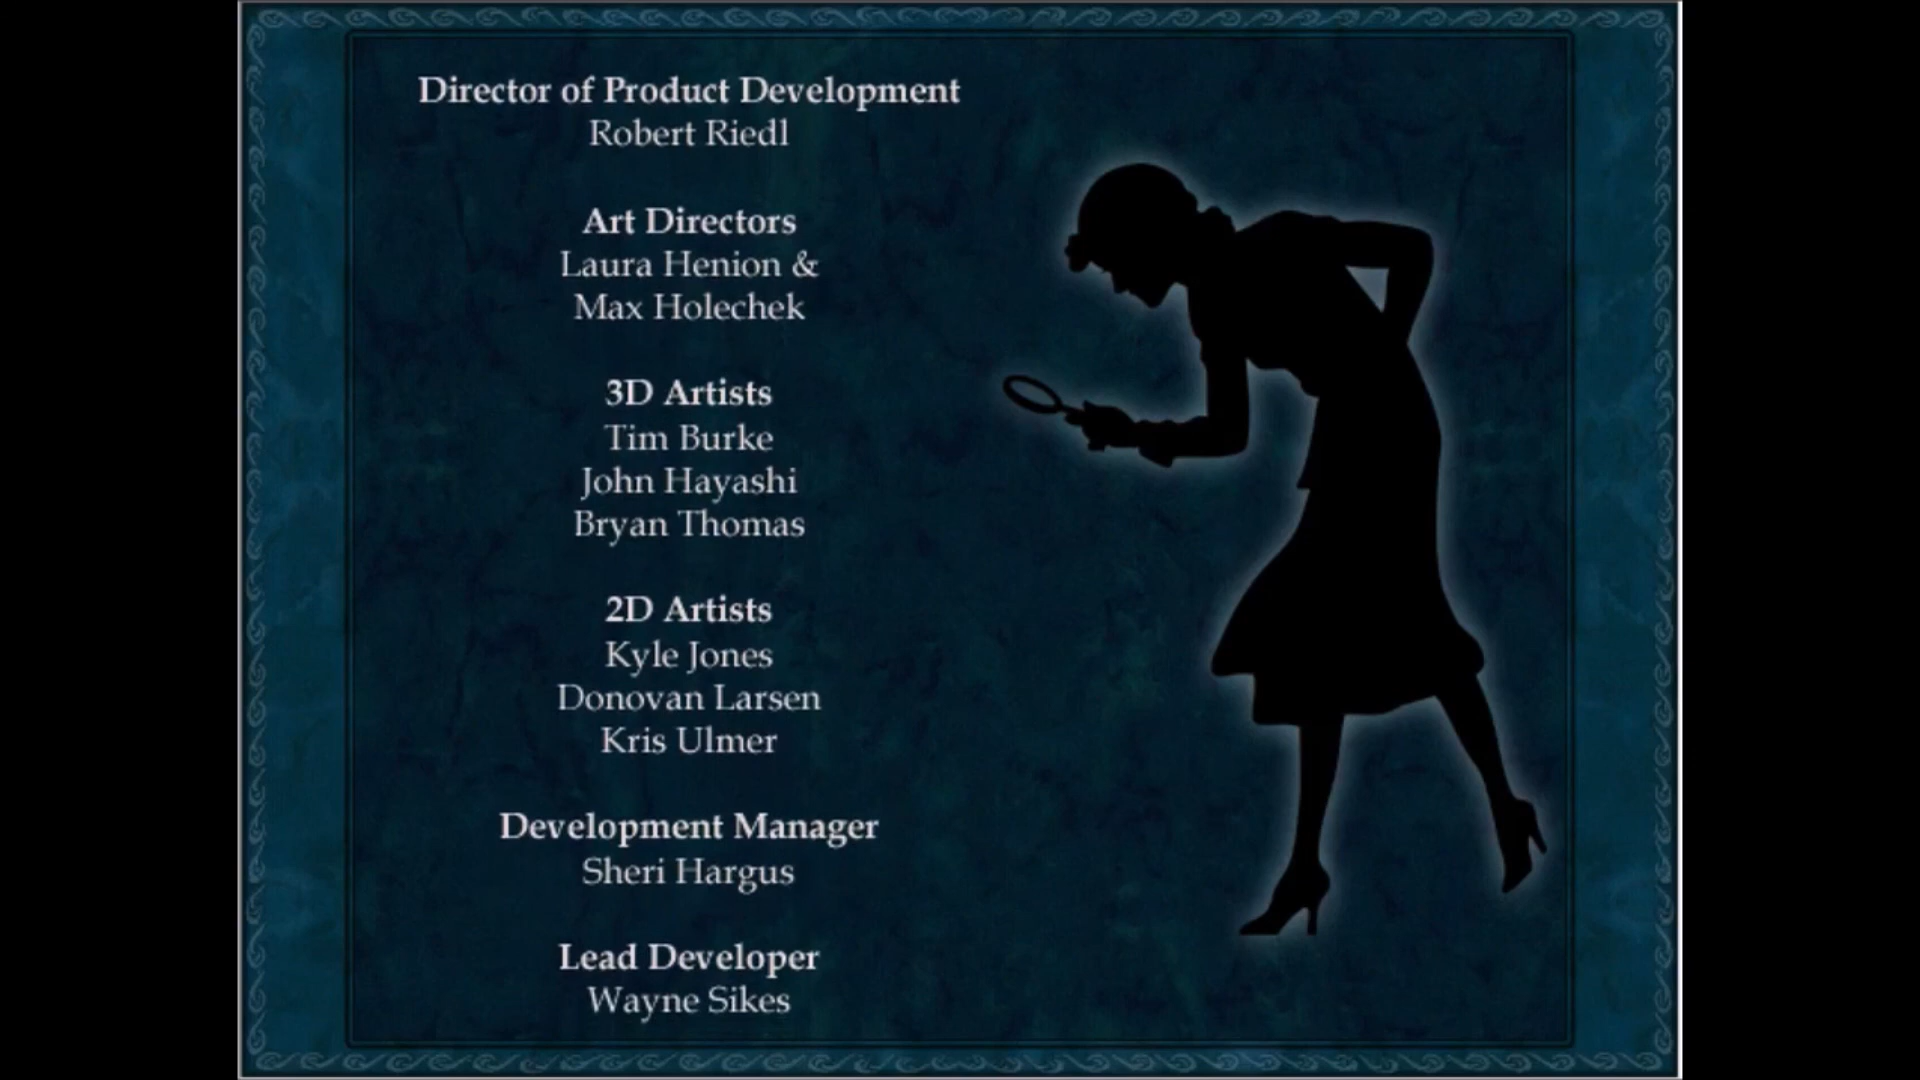 Director of Product Development
Robert Riedl
Art Directors
Laura Henion &
Max Holechek
3D Artists
Tim Burke
John Hayashi
Bryan Thomas
2D Artists
Kyle Jones
Donovan Larsen
Kris Ulmer
Development Manager
Sheri Hargus
Lead Developer
Wayne Sikes